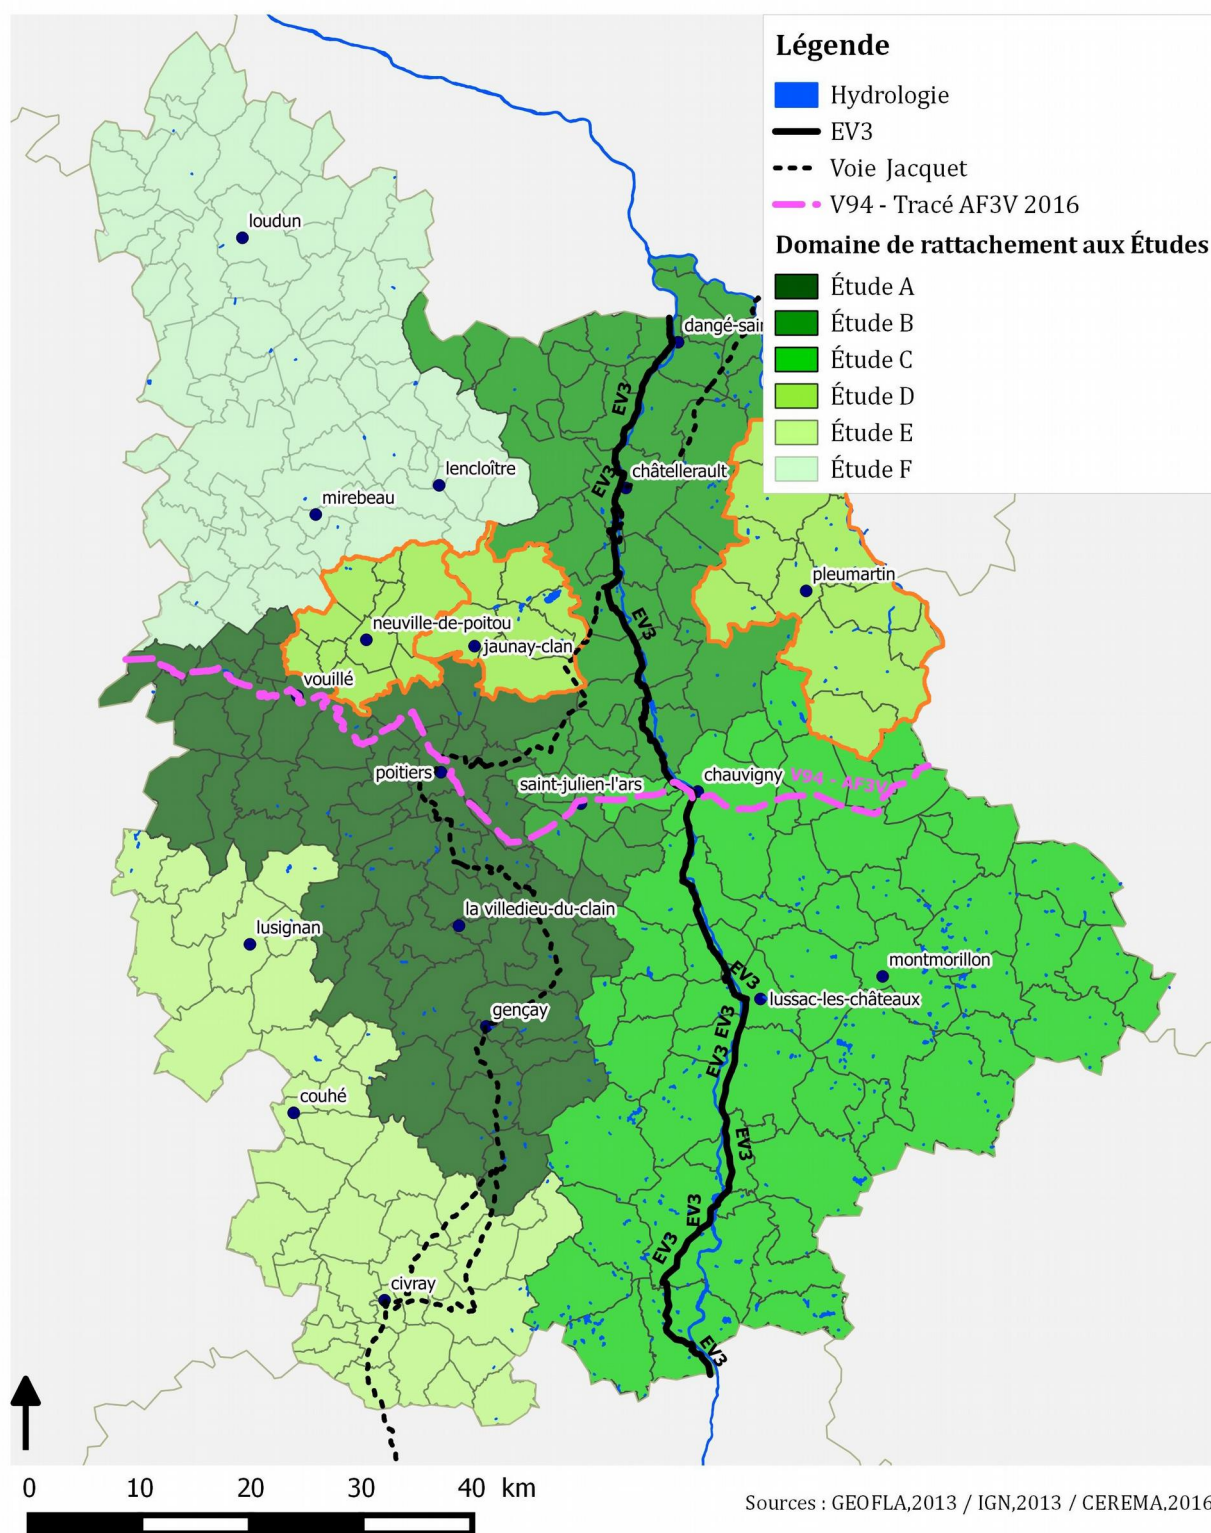 Légende
Hydrologie
EV3
Voie Jacquet
V94 - Tracé AF3V 2016
Domaine de rattachement aux Études
Étude A
Étude B
Étude C
Étude D
Étude E
Étude F
loudun
dangé-sai
EV3
lencloître
châtellerault
EV3
mirebeau
pleumartin
neuville-de-poitou
EV3
jaunay-clan
vouillé
poitiers
chauvigny
V94 - AF3V
saint-julien-l'ars
la villedieu-du-clain
lusignan
montmorillon
EV3
lussac-les-châteaux
gençay
EV3
EV3
couhé
EV3
EV3
EV3
civray
EV3
0 10 20 30 40 km
Sources : GEOFLA,2013 / IGN,2013 / CEREMA,2016